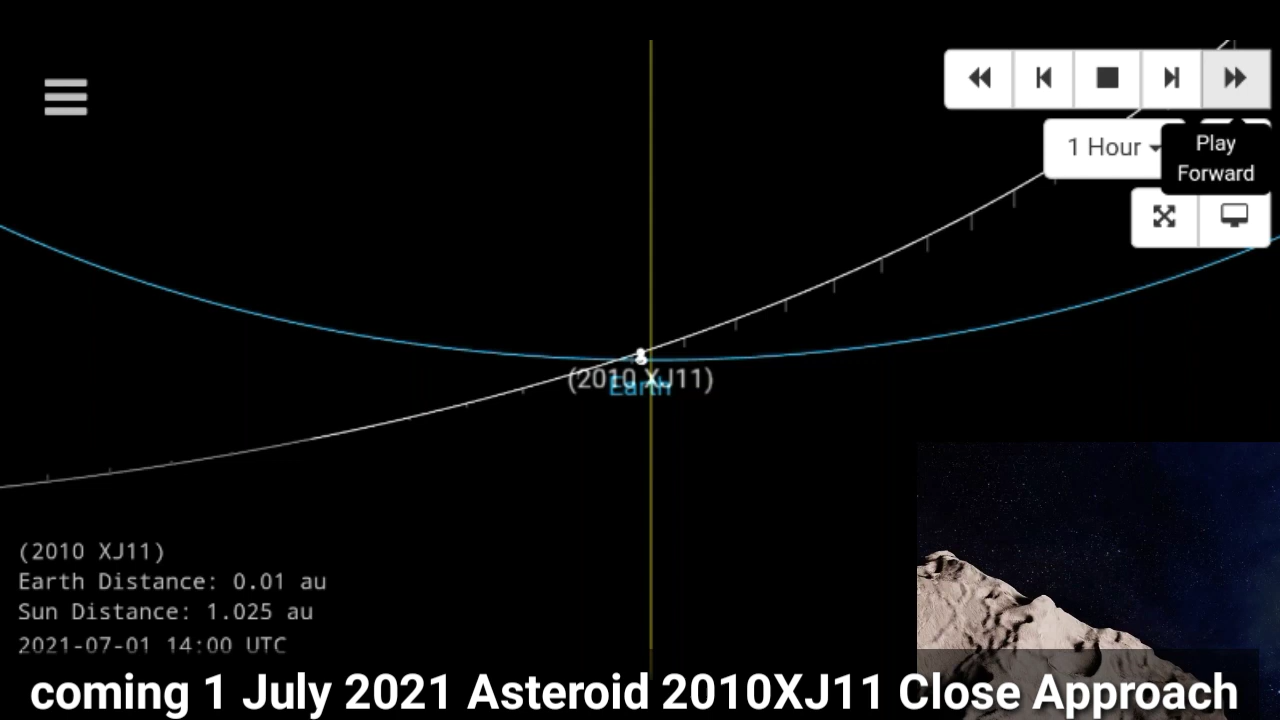 1 Hour
Play
Forward
(2010 XJ11)
Earth
(2010 XJ11)
Earth Distance: 0.01 au
Sun Distance: 1.025 au
2021-07-01 14:00 UTC
coming 1 July 2021 Asteroid 2010XJ11 Close Approach